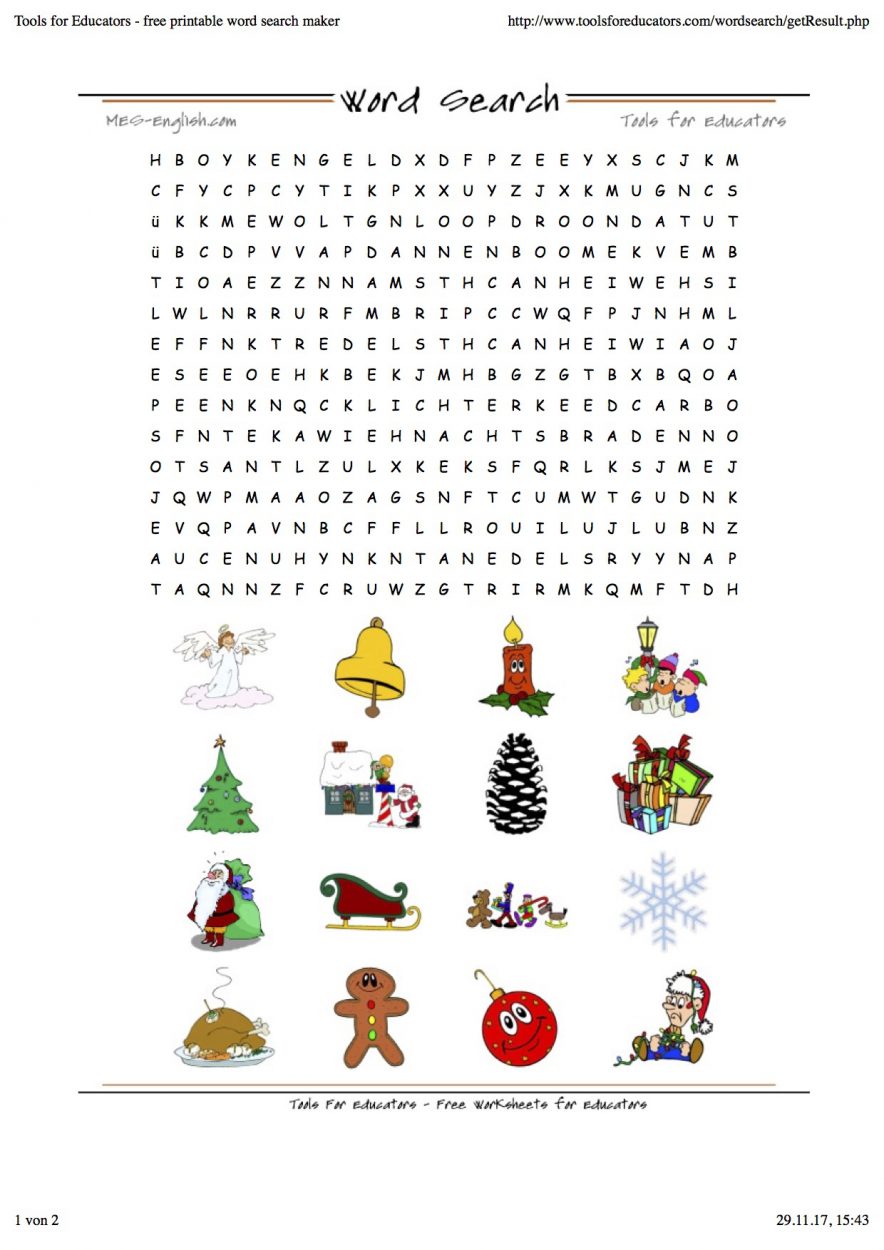 Tools for Educators - free printable word search maker http://www.toolsforeducators.com/wordsearch/getResult.php
Word Search
MES-English.com Tools for Educators
H B O Y K E N G E L D X D F P Z E E Y X S C J K M
C F Y C P C Y T I K P X X U Y Z J X K M U G N C S
ü K K M E W O L T G N L O O P D R O O N D A T U T
ü B C D P V V A P D A N N E N B O O M E K V E M B
T I O A E Z Z N N A M S T H C A N H E I W E H S I
L W L N R R U R F M B R I P C C W Q F P J N H M L
E F F N K T R E D E L S T H C A N H E I W I A O J
E S E E O E H K B E K J M H B G Z G T B X B Q O A
P E E N K N Q C K L I C H T E R K E E D C A R B O
S F N T E K A W I E H N A C H T S B R A D E N N O
O T S A N T L Z U L X K E K S F Q R L K S J M E J
J Q W P M A A O Z A G S N F T C U M W T G U D N K
E V Q P A V N B C F F L L R O U I L U J L U B N Z
A U C E N U H Y N K N T A N E D E L S R Y Y N A P
T A Q N N Z F C R U W Z G T R I R M K Q M F T D H
Tools For Educators - Free Worksheets for Educators
1 von 2 29.11.17, 15:43